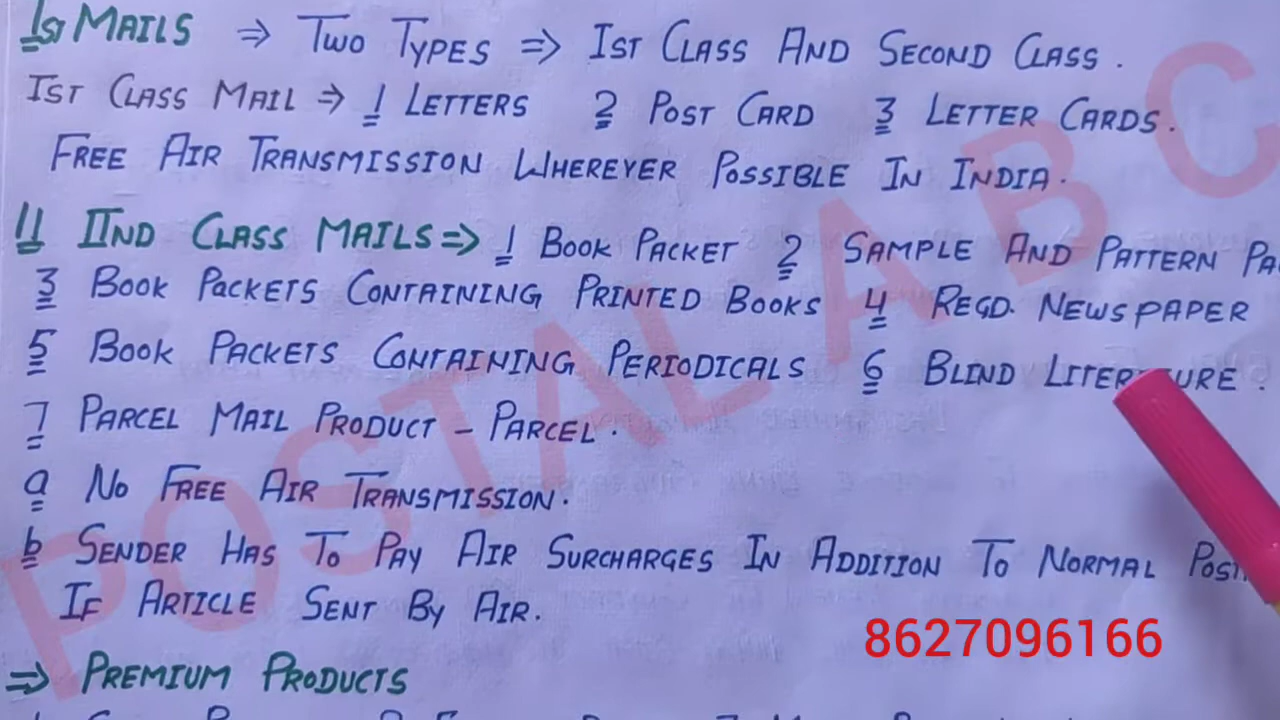 Ist MAILS ⇒ TWO TYPES ⇒ IST CLASS AND SECOND CLASS.
IST CLASS MAIL ⇒ 1 LETTERS 2 POST CARD 3 LETTER CARDS.
FREE AIR TRANSMISSION WHEREVER POSSIBLE IN INDIA.
II IIND CLASS MAILS ⇒ 1 BOOK PACKET 2 SAMPLE AND PATTERN
3 BOOK PACKETS CONTAINING PRINTED BOOKS 4 REGD. NEWSPAPER
5 BOOK PACKETS CONTAINING PERIODICALS 6 BLIND
7 PARCEL MAIL PRODUCT - PARCEL.
a NO FREE AIR TRANSMISSION.
b SENDER HAS TO PAY AIR SURCHARGES IN ADDITION TO NORMAL
IF ARTICLE SENT BY AIR.
8627096166
⇒ PREMIUM PRODUCTS
POSTAL ABC